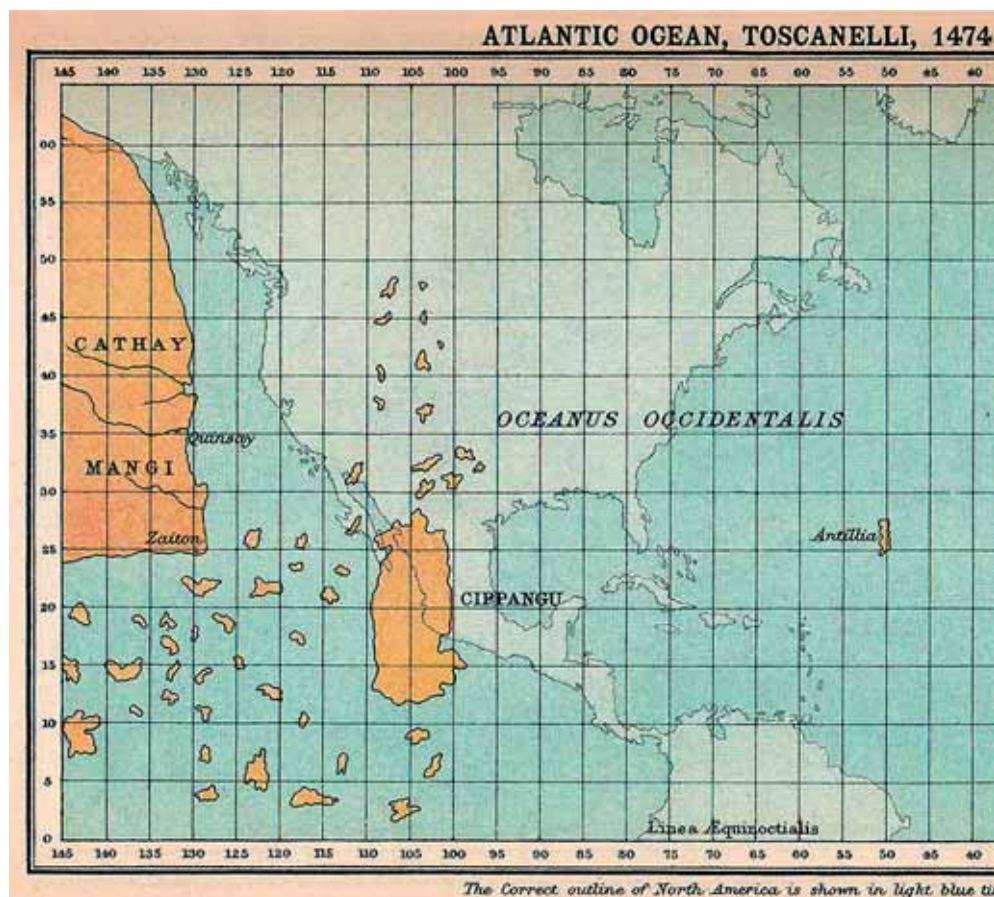 ATLANTIC OGEAN, TOSCANELLI, 1474
145 140 135 130 125 120 115 110 105 100 95 90 85 80 75 70 65 60 55 50 45 40
60
55
50
45
CATHAY
40
OCEANUS OCCIDENTALIS
35
Quinsay
MANGI
30
Zaiton
Antillia
25
CIPPANGU
20
15
10
5
Linea Æquinoctialis
0
145 140 135 130 125 120 115 110 105 100 95 90 85 80 75 70 65 60 55 50 45 40
The Correct outline of North America is shown in light blue